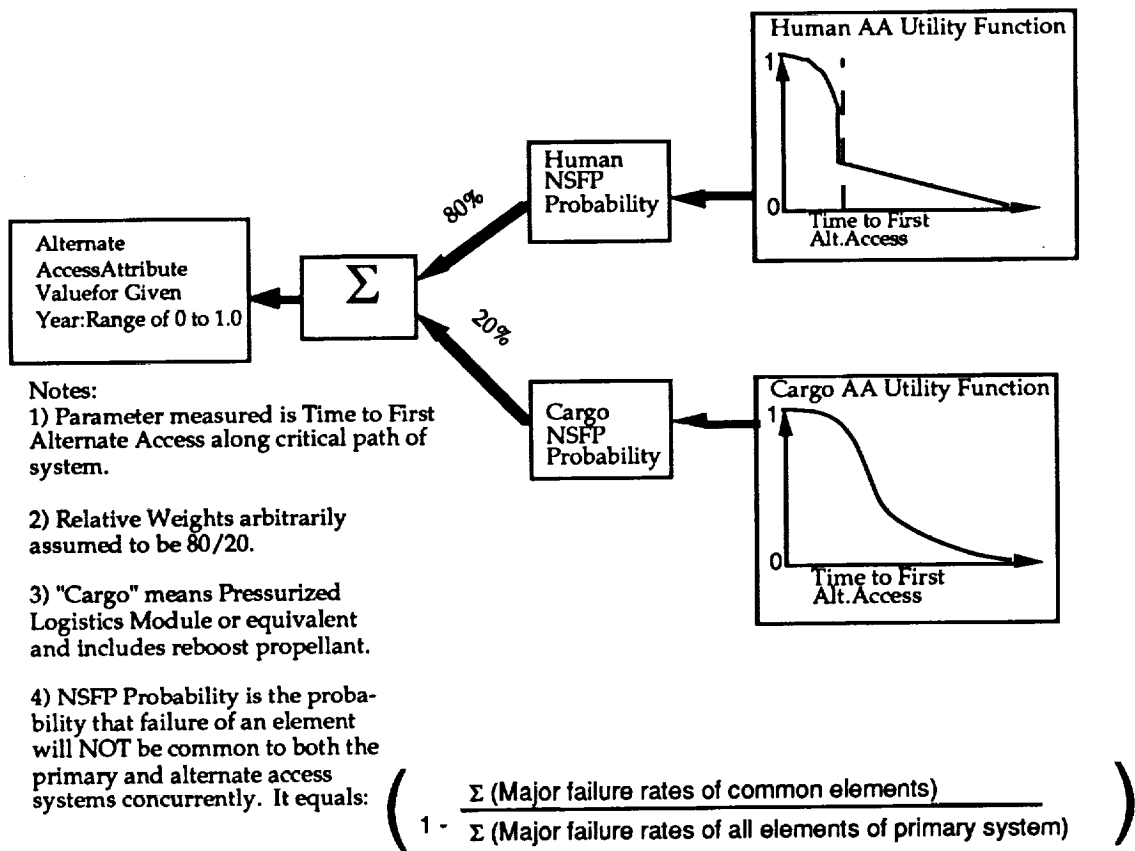 Human AA Utility Function
1
0
Time to First
Alt.Access
Human
NSFP
Probability
80%
Alternate
AccessAttribute
Valuefor Given
Year:Range of 0 to 1.0
Σ
20%
Cargo
NSFP
Probability
Cargo AA Utility Function
1
0
Time to First
Alt.Access
Notes:
1) Parameter measured is Time to First
Alternate Access along critical path of
system.
2) Relative Weights arbitrarily
assumed to be 80/20.
3) "Cargo" means Pressurized
Logistics Module or equivalent
and includes reboost propellant.
4) NSFP Probability is the proba-
bility that failure of an element
will NOT be common to both the
primary and alternate access
systems concurrently. It equals:
( 1 - Σ (Major failure rates of common elements)
Σ (Major failure rates of all elements of primary system) )